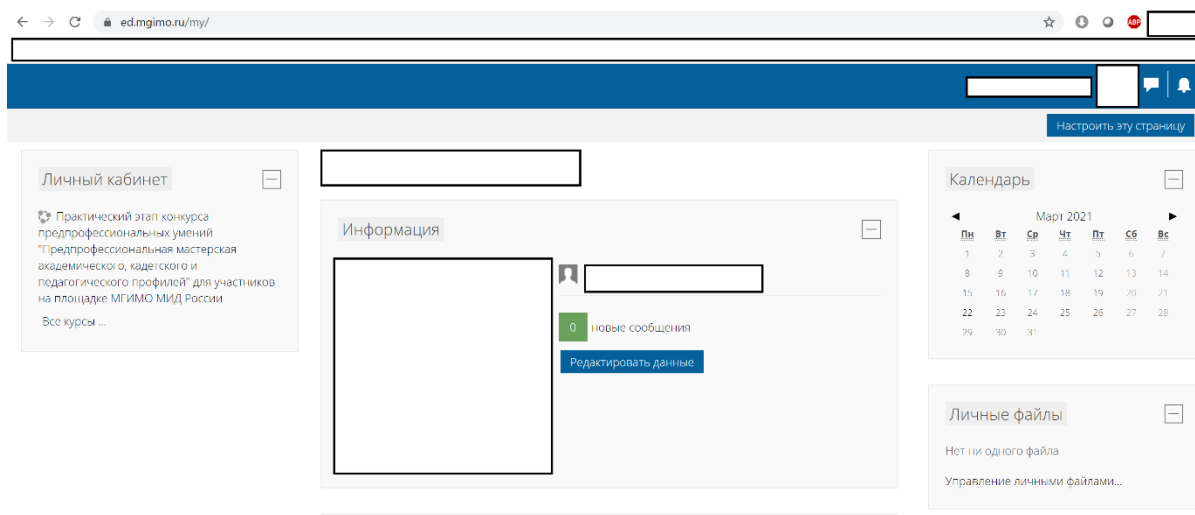 ed.mgimo.ru/my/
ABP
Настроить эту страницу
Личный кабинет
Практический этап конкурса
предпрофессиональных умений
"Предпрофессиональная мастерская
академического, кадетского и
педагогического профилей" для участников
на площадке МГИМО МИД России
Все курсы ...
Информация
0 новые сообщения
Редактировать данные
Календарь
◄ Март 2021 ►
Пн Вт Ср Чт Пт Сб Вс
1 2 3 4 5 6 7
8 9 10 11 12 13 14
15 16 17 18 19 20 21
22 23 24 25 26 27 28
29 30 31
Личные файлы
Нет ни одного файла
Управление личными файлами...